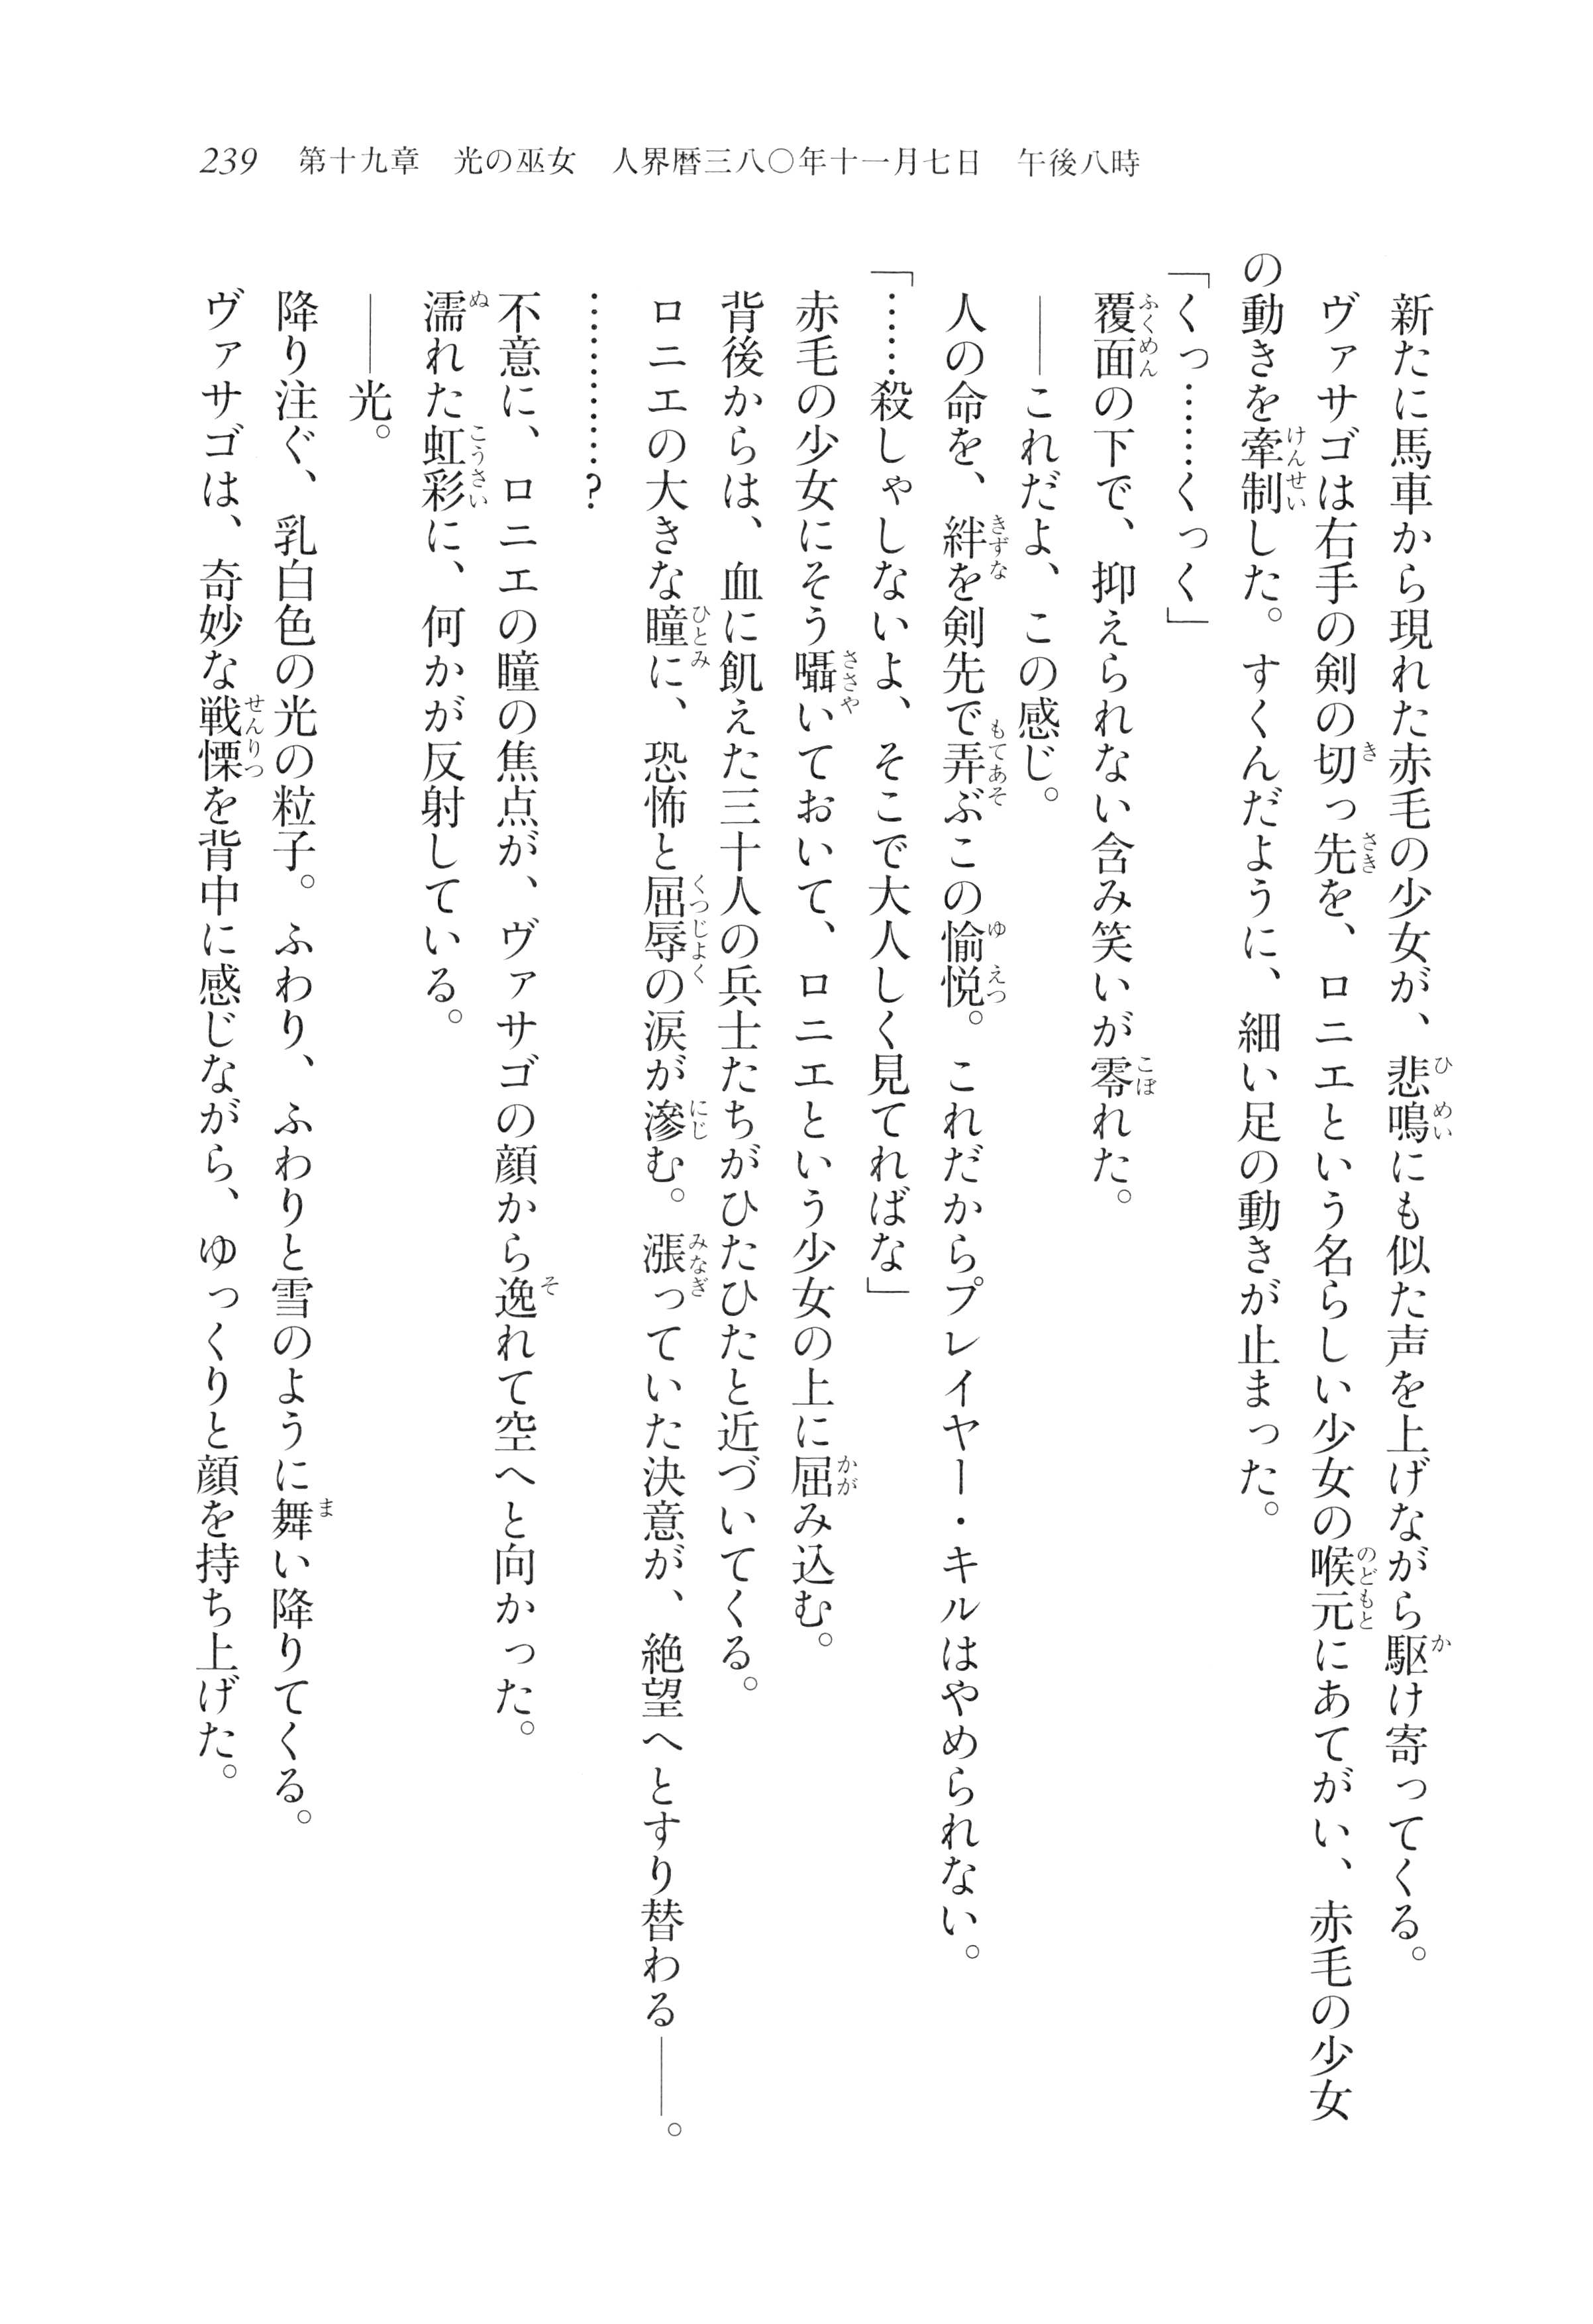 239　第十九章　光の巫女　人界暦三八〇年十一月七日　午後八時
新たに馬車から現れた赤毛の少女が、悲鳴にも似た声を上げながら駆け寄ってくる。
ヴァサゴは右手の剣の切っ先を、ロニエという名らしい少女の喉元にあてがい、赤毛の少女
の動きを牽制した。すくんだように、細い足の動きが止まった。
「くっ………くっく」
覆面の下で、抑えられない含み笑いが零れた。
――これだよ、この感じ。
人の命を、絆を剣先で弄ぶこの愉悦。これだからプレイヤー・キルはやめられない。
「……殺しゃしないよ、そこで大人しく見てればな」
赤毛の少女にそう囁いておいて、ロニエという少女の上に屈み込む。
背後からは、血に飢えた三十人の兵士たちがひたひたと近づいてくる。
ロニエの大きな瞳に、恐怖と屈辱の涙が滲む。漲っていた決意が、絶望へとすり替わる――。
…………？
不意に、ロニエの瞳の焦点が、ヴァサゴの顔から逸れて空へと向かった。
濡れた虹彩に、何かが反射している。
――光。
降り注ぐ、乳白色の光の粒子。ふわり、ふわりと雪のように舞い降りてくる。
ヴァサゴは、奇妙な戦慄を背中に感じながら、ゆっくりと顔を持ち上げた。